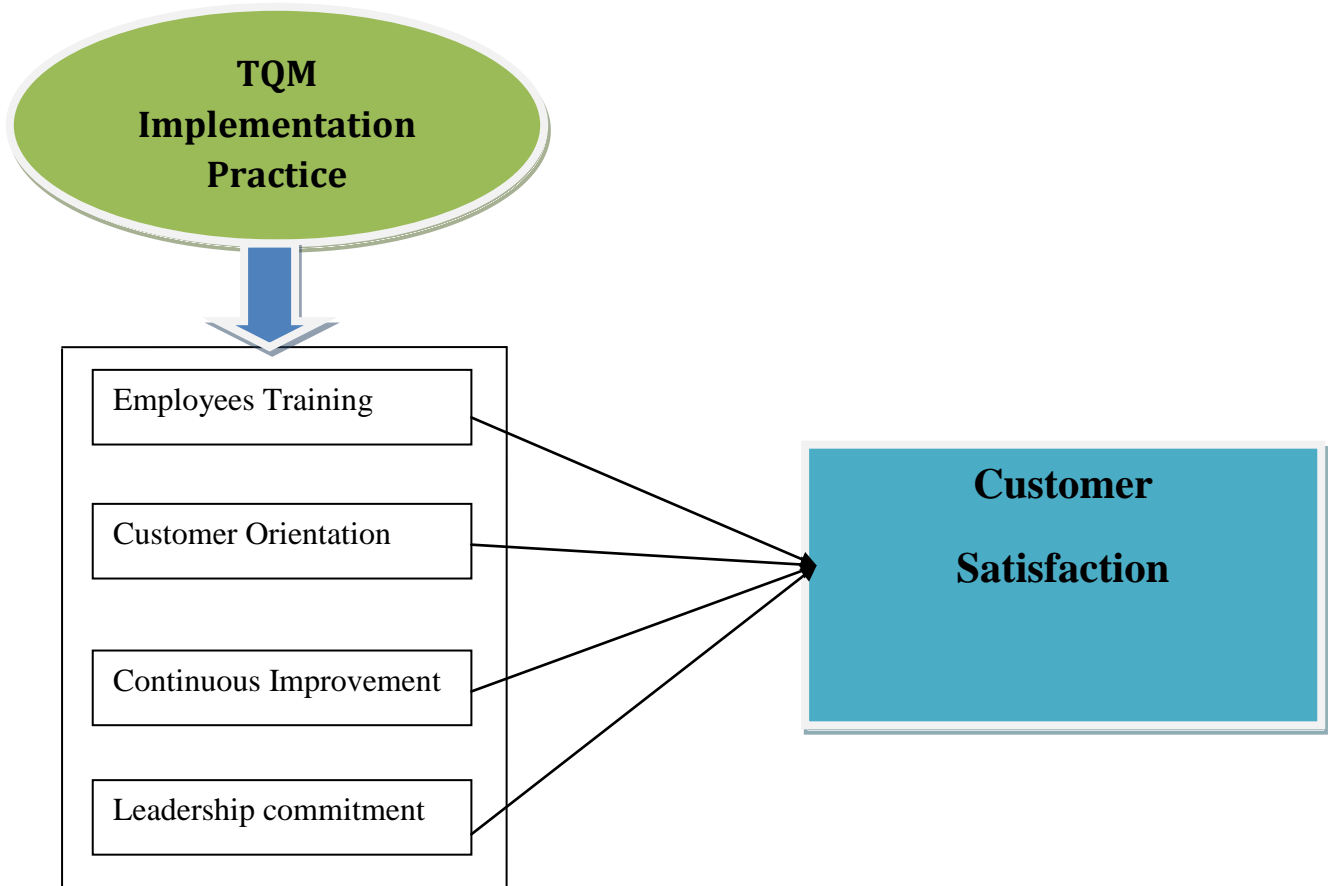 TQM
Implementation
Practice
Employees Training
Customer Orientation
Continuous Improvement
Leadership commitment
Customer
Satisfaction